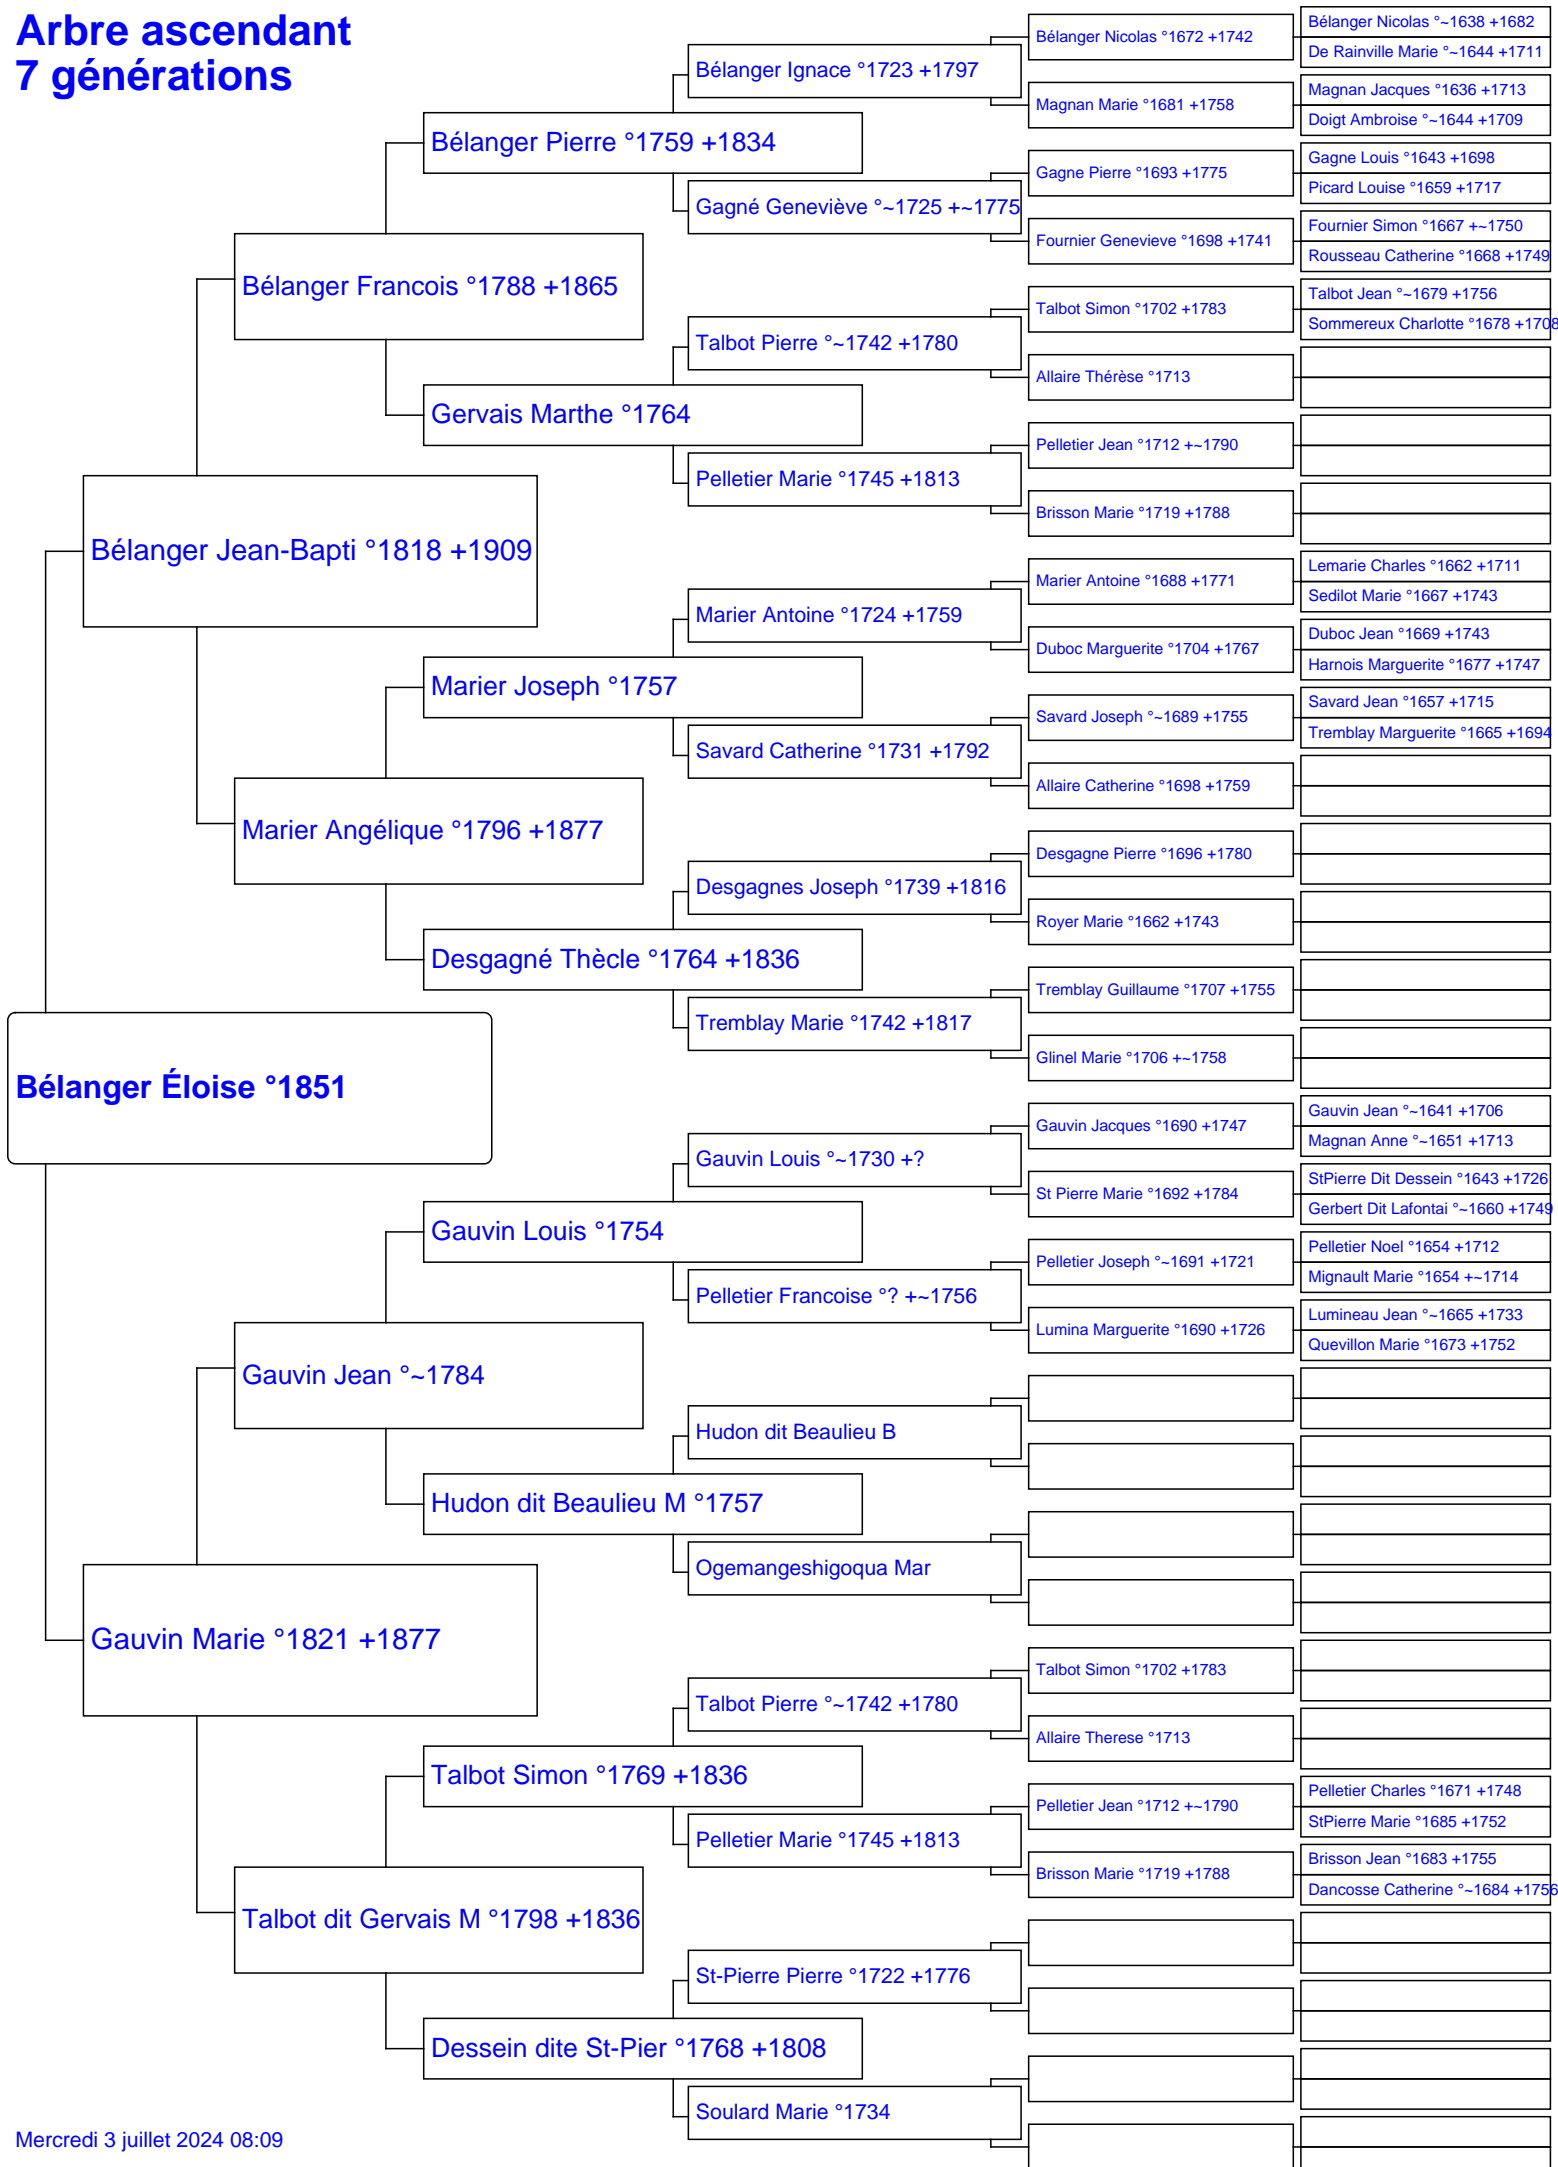 Arbre ascendant
7 générations
Bélanger Éloise °1851
Bélanger Jean-Bapti °1818 +1909
Gauvin Marie °1821 +1877
Bélanger Francois °1788 +1865
Marier Angélique °1796 +1877
Gauvin Jean °~1784
Talbot dit Gervais M °1798 +1836
Bélanger Pierre °1759 +1834
Gervais Marthe °1764
Marier Joseph °1757
Desgagné Thècle °1764 +1836
Gauvin Louis °1754
Hudon dit Beaulieu M °1757
Talbot Simon °1769 +1836
Dessein dite St-Pier °1768 +1808
Bélanger Ignace °1723 +1797
Gagné Geneviève °~1725 +~1775
Talbot Pierre °~1742 +1780
Pelletier Marie °1745 +1813
Marier Antoine °1724 +1759
Savard Catherine °1731 +1792
Desgagnes Joseph °1739 +1816
Tremblay Marie °1742 +1817
Gauvin Louis °~1730 +?
Pelletier Francoise °? +~1756
Hudon dit Beaulieu B
Ogemangeshigoqua Mar
Talbot Pierre °~1742 +1780
Pelletier Marie °1745 +1813
St-Pierre Pierre °1722 +1776
Soulard Marie °1734
Bélanger Nicolas °1672 +1742
Magnan Marie °1681 +1758
Gagne Pierre °1693 +1775
Fournier Genevieve °1698 +1741
Talbot Simon °1702 +1783
Allaire Thérèse °1713
Pelletier Jean °1712 +~1790
Brisson Marie °1719 +1788
Marier Antoine °1688 +1771
Duboc Marguerite °1704 +1767
Savard Joseph °~1689 +1755
Allaire Catherine °1698 +1759
Desgagne Pierre °1696 +1780
Royer Marie °1662 +1743
Tremblay Guillaume °1707 +1755
Glinel Marie °1706 +~1758
Gauvin Jacques °1690 +1747
St Pierre Marie °1692 +1784
Pelletier Joseph °~1691 +1721
Lumina Marguerite °1690 +1726
Talbot Simon °1702 +1783
Allaire Therese °1713
Pelletier Jean °1712 +~1790
Brisson Marie °1719 +1788
Bélanger Nicolas °~1638 +1682
De Rainville Marie °~1644 +1711
Magnan Jacques °1636 +1713
Doigt Ambroise °~1644 +1709
Gagne Louis °1643 +1698
Picard Louise °1659 +1717
Fournier Simon °1667 +~1750
Rousseau Catherine °1668 +1749
Talbot Jean °~1679 +1756
Sommereux Charlotte °1678 +1708
Lemarie Charles °1662 +1711
Sedilot Marie °1667 +1743
Duboc Jean °1669 +1743
Harnois Marguerite °1677 +1747
Savard Jean °1657 +1715
Tremblay Marguerite °1665 +1694
Gauvin Jean °~1641 +1706
Magnan Anne °~1651 +1713
StPierre Dit Dessein °1643 +1726
Gerbert Dit Lafontai °~1660 +1749
Pelletier Noel °1654 +1712
Mignault Marie °1654 +~1714
Lumineau Jean °~1665 +1733
Quevillon Marie °1673 +1752
Pelletier Charles °1671 +1748
StPierre Marie °1685 +1752
Brisson Jean °1683 +1755
Dancosse Catherine °~1684 +1756
Mercredi 3 juillet 2024 08:09